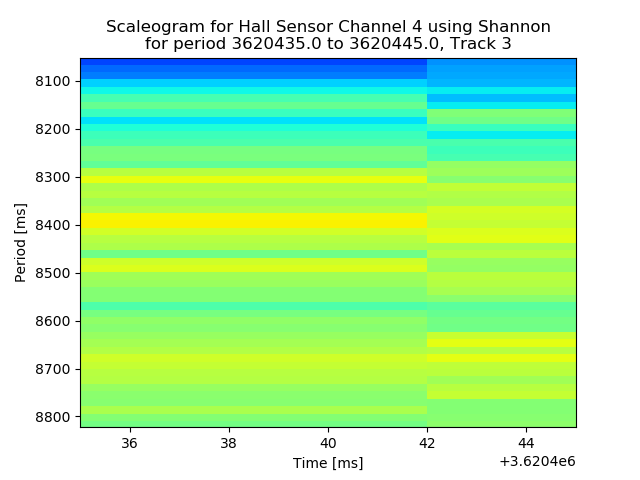 Scaleogram for Hall Sensor Channel 4 using Shannon
for period 3620435.0 to 3620445.0, Track 3
Period [ms]
8100
8200
8300
8400
8500
8600
8700
8800
36 38 40 42 44
Time [ms]
+3.6204e6